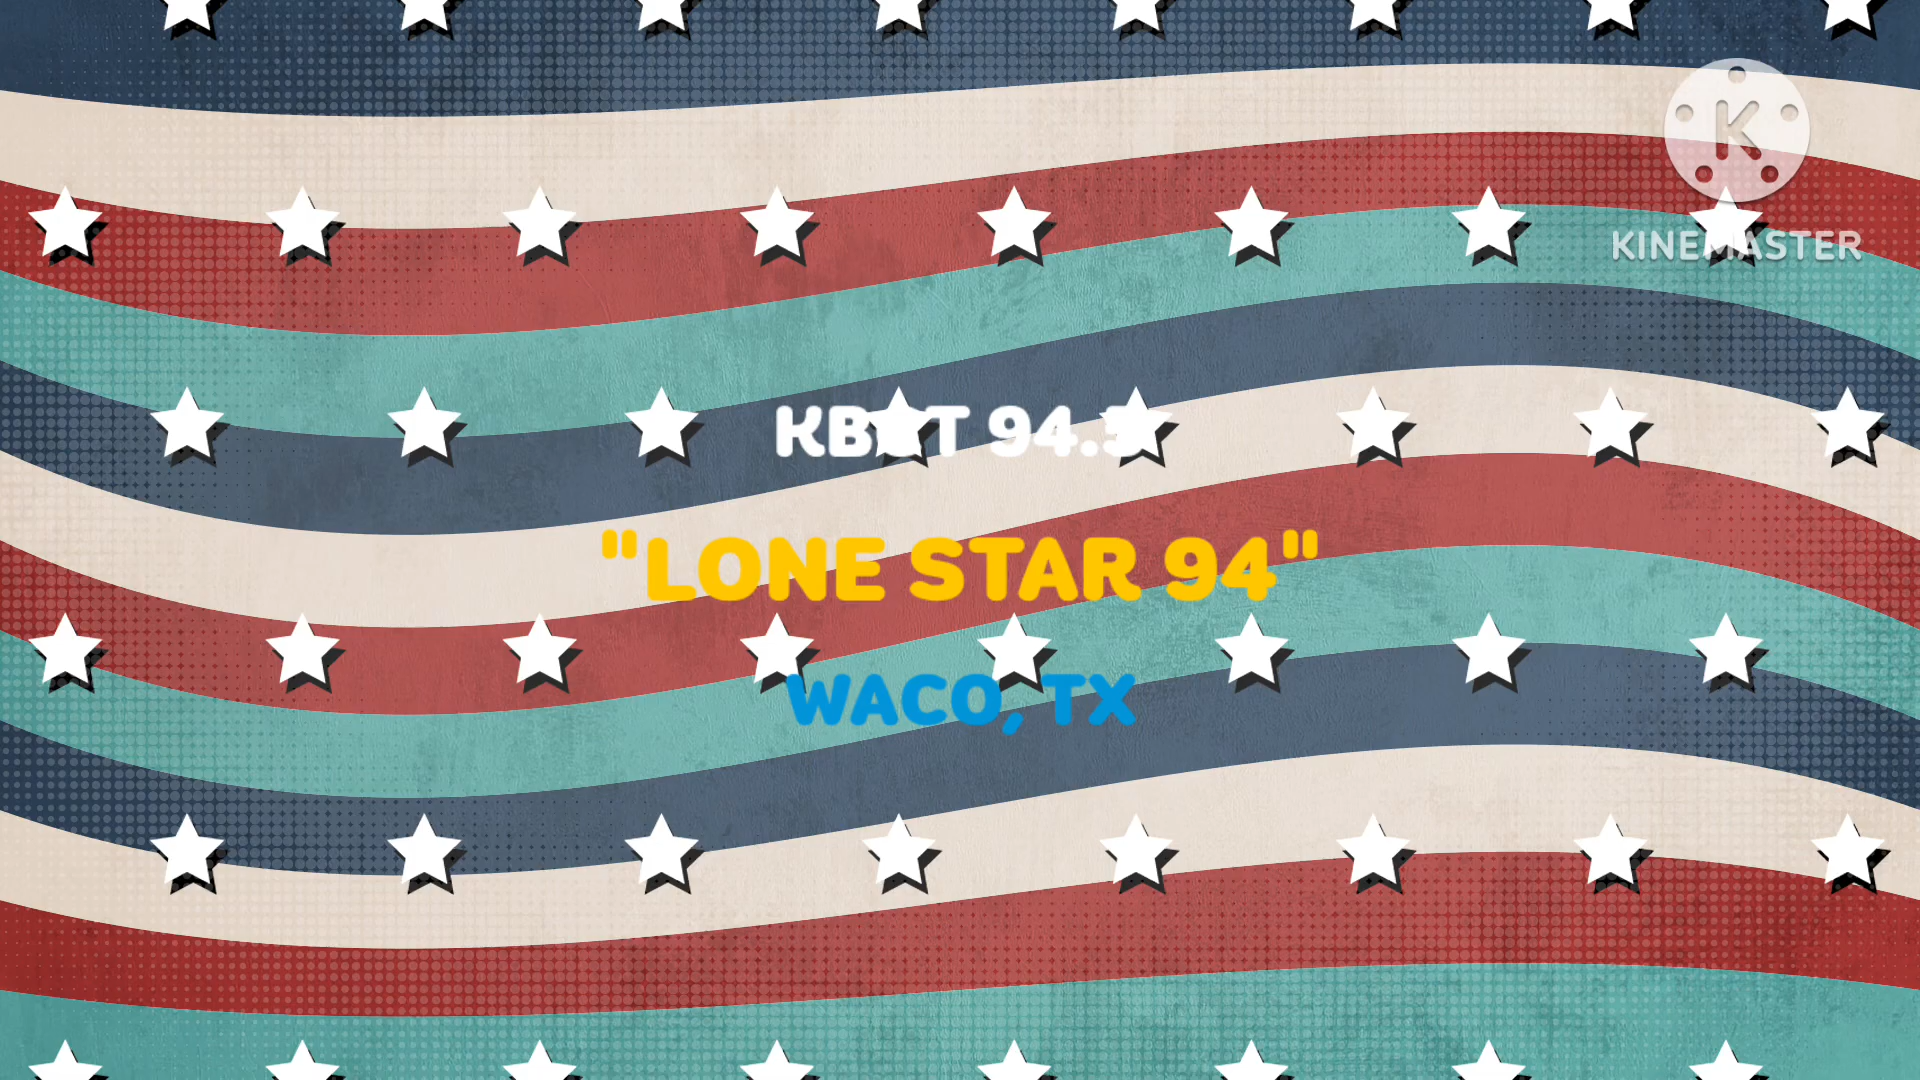 K
KINEMASTER
"LONE STAR 94"
WACO, TX